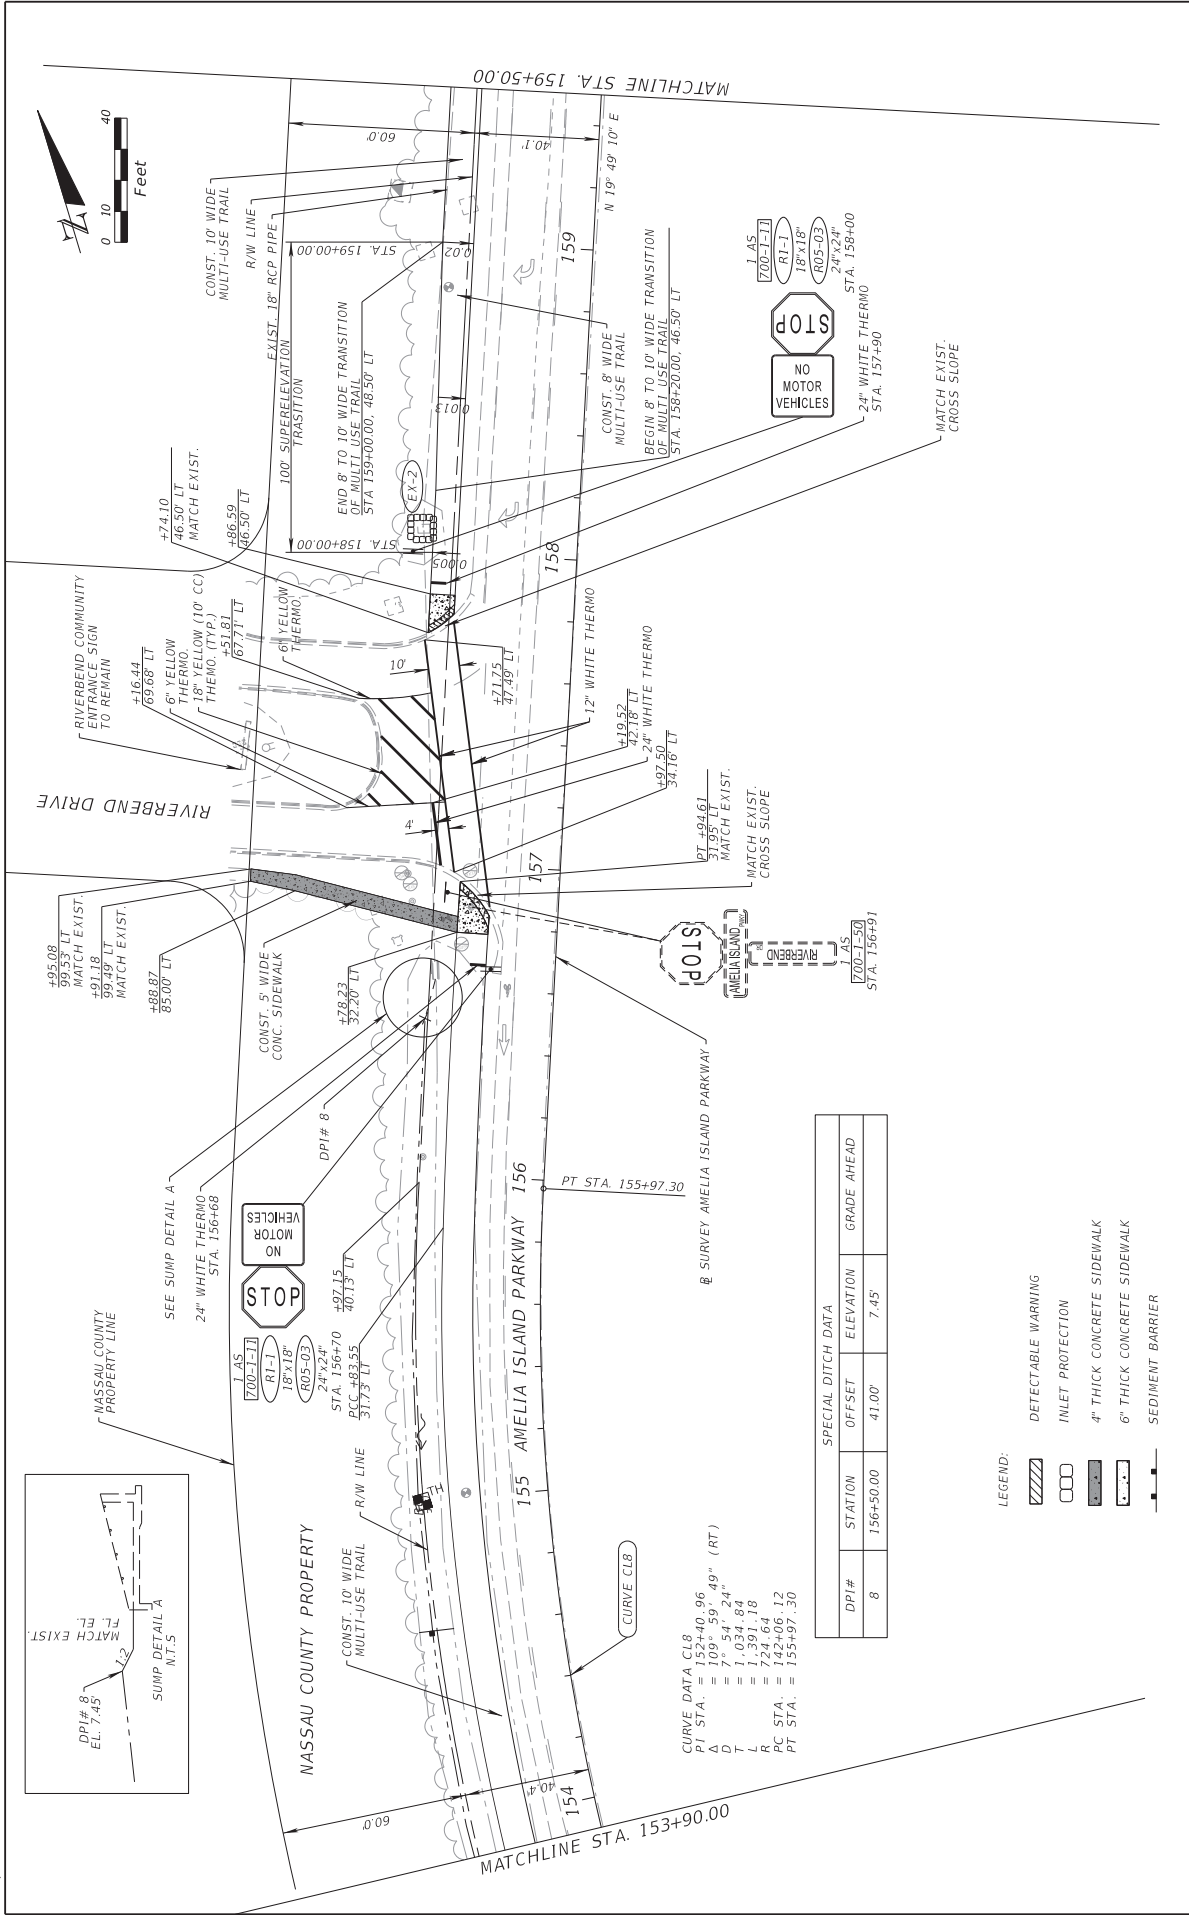 DPI# 8
EL. 7.45'
1:2
MATCH EXIST.
FL. EL.
SUMP DETAIL A
N.T.S
NASSAU COUNTY
PROPERTY LINE
NASSAU COUNTY PROPERTY
SEE SUMP DETAIL A
24" WHITE THERMO
STA. 156+68
STOP
NO
MOTOR
VEHICLES
1 AS
700-1-11
R1-1
18"x18"
R05-03
24"x24"
STA. 156+70
PCC +83.55
31.73' LT
+97.15
40.13' LT
DPI# 8
R/W LINE
CONST. 10' WIDE
MULTI-USE TRAIL
TH
60.0'
40.4'
MATCHLINE STA. 153+90.00
154
155
AMELIA ISLAND PARKWAY
156
157
158
159
+95.08
99.53' LT
MATCH EXIST.
+91.18
99.49' LT
MATCH EXIST.
+88.87
85.00' LT
CONST. 5' WIDE
CONC. SIDEWALK
+78.23
32.20' LT
RIVERBEND DRIVE
RIVERBEND COMMUNITY
ENTRANCE SIGN
TO REMAIN
+16.44
69.68' LT
6" YELLOW
THERMO.
18" YELLOW (10' CC)
THEMO. (TYP.)
+51.81
67.71' LT
6" YELLOW
THERMO.
4'
10'
+74.10
46.50' LT
MATCH EXIST.
+86.59
46.50' LT
100' SUPERELEVATION
TRASITION
STA. 158+00.00
STA. 159+00.00
EXIST. 18" RCP PIPE
R/W LINE
CONST. 10' WIDE
MULTI-USE TRAIL
END 8' TO 10' WIDE TRANSITION
OF MULTI USE TRAIL
STA 159+00.00, 48.50' LT
EX-2
0.005
0.013
0.02
60.0'
40.1'
0
10
40
Feet
MATCHLINE STA. 159+50.00
N 19° 49' 10" E
+71.75
47.49' LT
12" WHITE THERMO
+19.52
42.18' LT
24" WHITE THERMO
+97.50
34.16' LT
PT +94.61
31.95' LT
MATCH EXIST.
MATCH EXIST.
CROSS SLOPE
CONST. 8' WIDE
MULTI-USE TRAIL
BEGIN 8' TO 10' WIDE TRANSITION
OF MULTI USE TRAIL
STA. 158+20.00, 46.50' LT
NO
MOTOR
VEHICLES
STOP
1 AS
700-1-11
R1-1
18"x18"
R05-03
24"x24"
STA. 158+00
24" WHITE THERMO
STA. 157+90
MATCH EXIST.
CROSS SLOPE
STOP
AMELIA ISLAND PKWY
RIVERBEND
1 AS
700-1-50
STA. 156+91
PT STA. 155+97.30
℄ SURVEY AMELIA ISLAND PARKWAY
CURVE CL8
CURVE DATA CL8
PI STA. = 152+40.96
Δ = 109° 59' 49" (RT)
D = 7° 54' 24"
T = 1,034.84
L = 1,391.18
R = 724.64
PC STA. = 142+06.12
PT STA. = 155+97.30
SPECIAL DITCH DATA
DPI# STATION OFFSET ELEVATION GRADE AHEAD
8 156+50.00 41.00' 7.45'
LEGEND:
DETECTABLE WARNING
INLET PROTECTION
4" THICK CONCRETE SIDEWALK
6" THICK CONCRETE SIDEWALK
SEDIMENT BARRIER